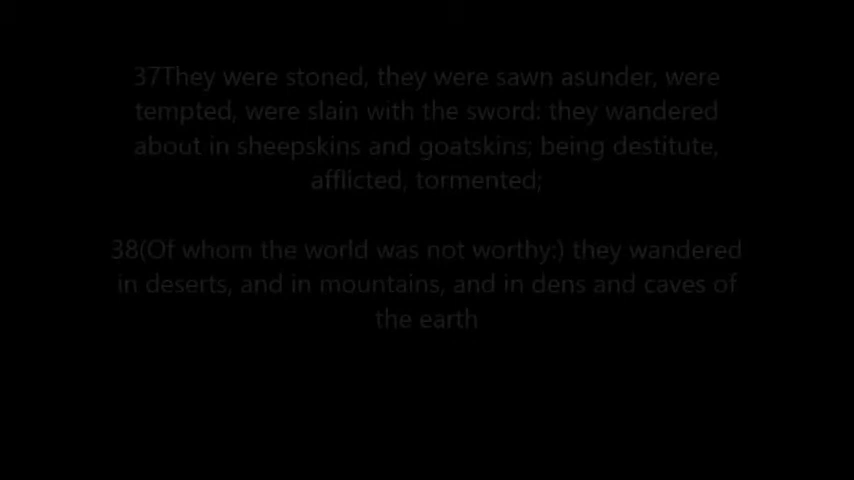 37They were stoned, they were sawn asunder, were
tempted, were slain with the sword: they wandered
about in sheepskins and goatskins; being destitute,
afflicted, tormented;
38(Of whom the world was not worthy:) they wandered
in deserts, and in mountains, and in dens and caves of
the earth